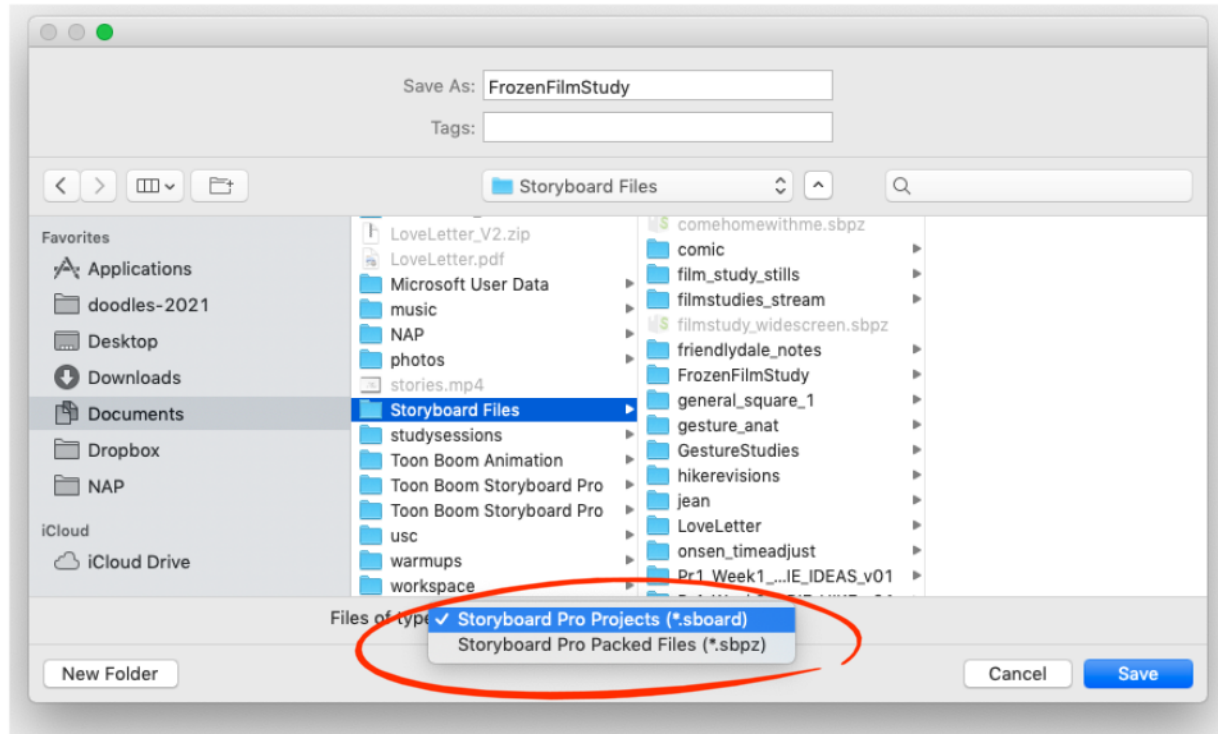 Save As: FrozenFilmStudy
Tags:
Storyboard Files
Favorites
Applications
doodles-2021
Desktop
Downloads
Documents
Dropbox
NAP
iCloud
iCloud Drive
LoveLetter_V2.zip
LoveLetter.pdf
Microsoft User Data
music
NAP
photos
stories.mp4
Storyboard Files
studysessions
Toon Boom Animation
Toon Boom Storyboard Pro
Toon Boom Storyboard Pro
usc
warmups
workspace
comehomewithme.sbpz
comic
film_study_stills
filmstudies_stream
filmstudy_widescreen.sbpz
friendlydale_notes
FrozenFilmStudy
general_square_1
gesture_anat
GestureStudies
hikerevisions
jean
LoveLetter
onsen_timeadjust
Pr1_Week1_...IE_IDEAS_v01
Files of type
✓ Storyboard Pro Projects (*.sboard)
Storyboard Pro Packed Files (*.sbpz)
New Folder
Cancel
Save